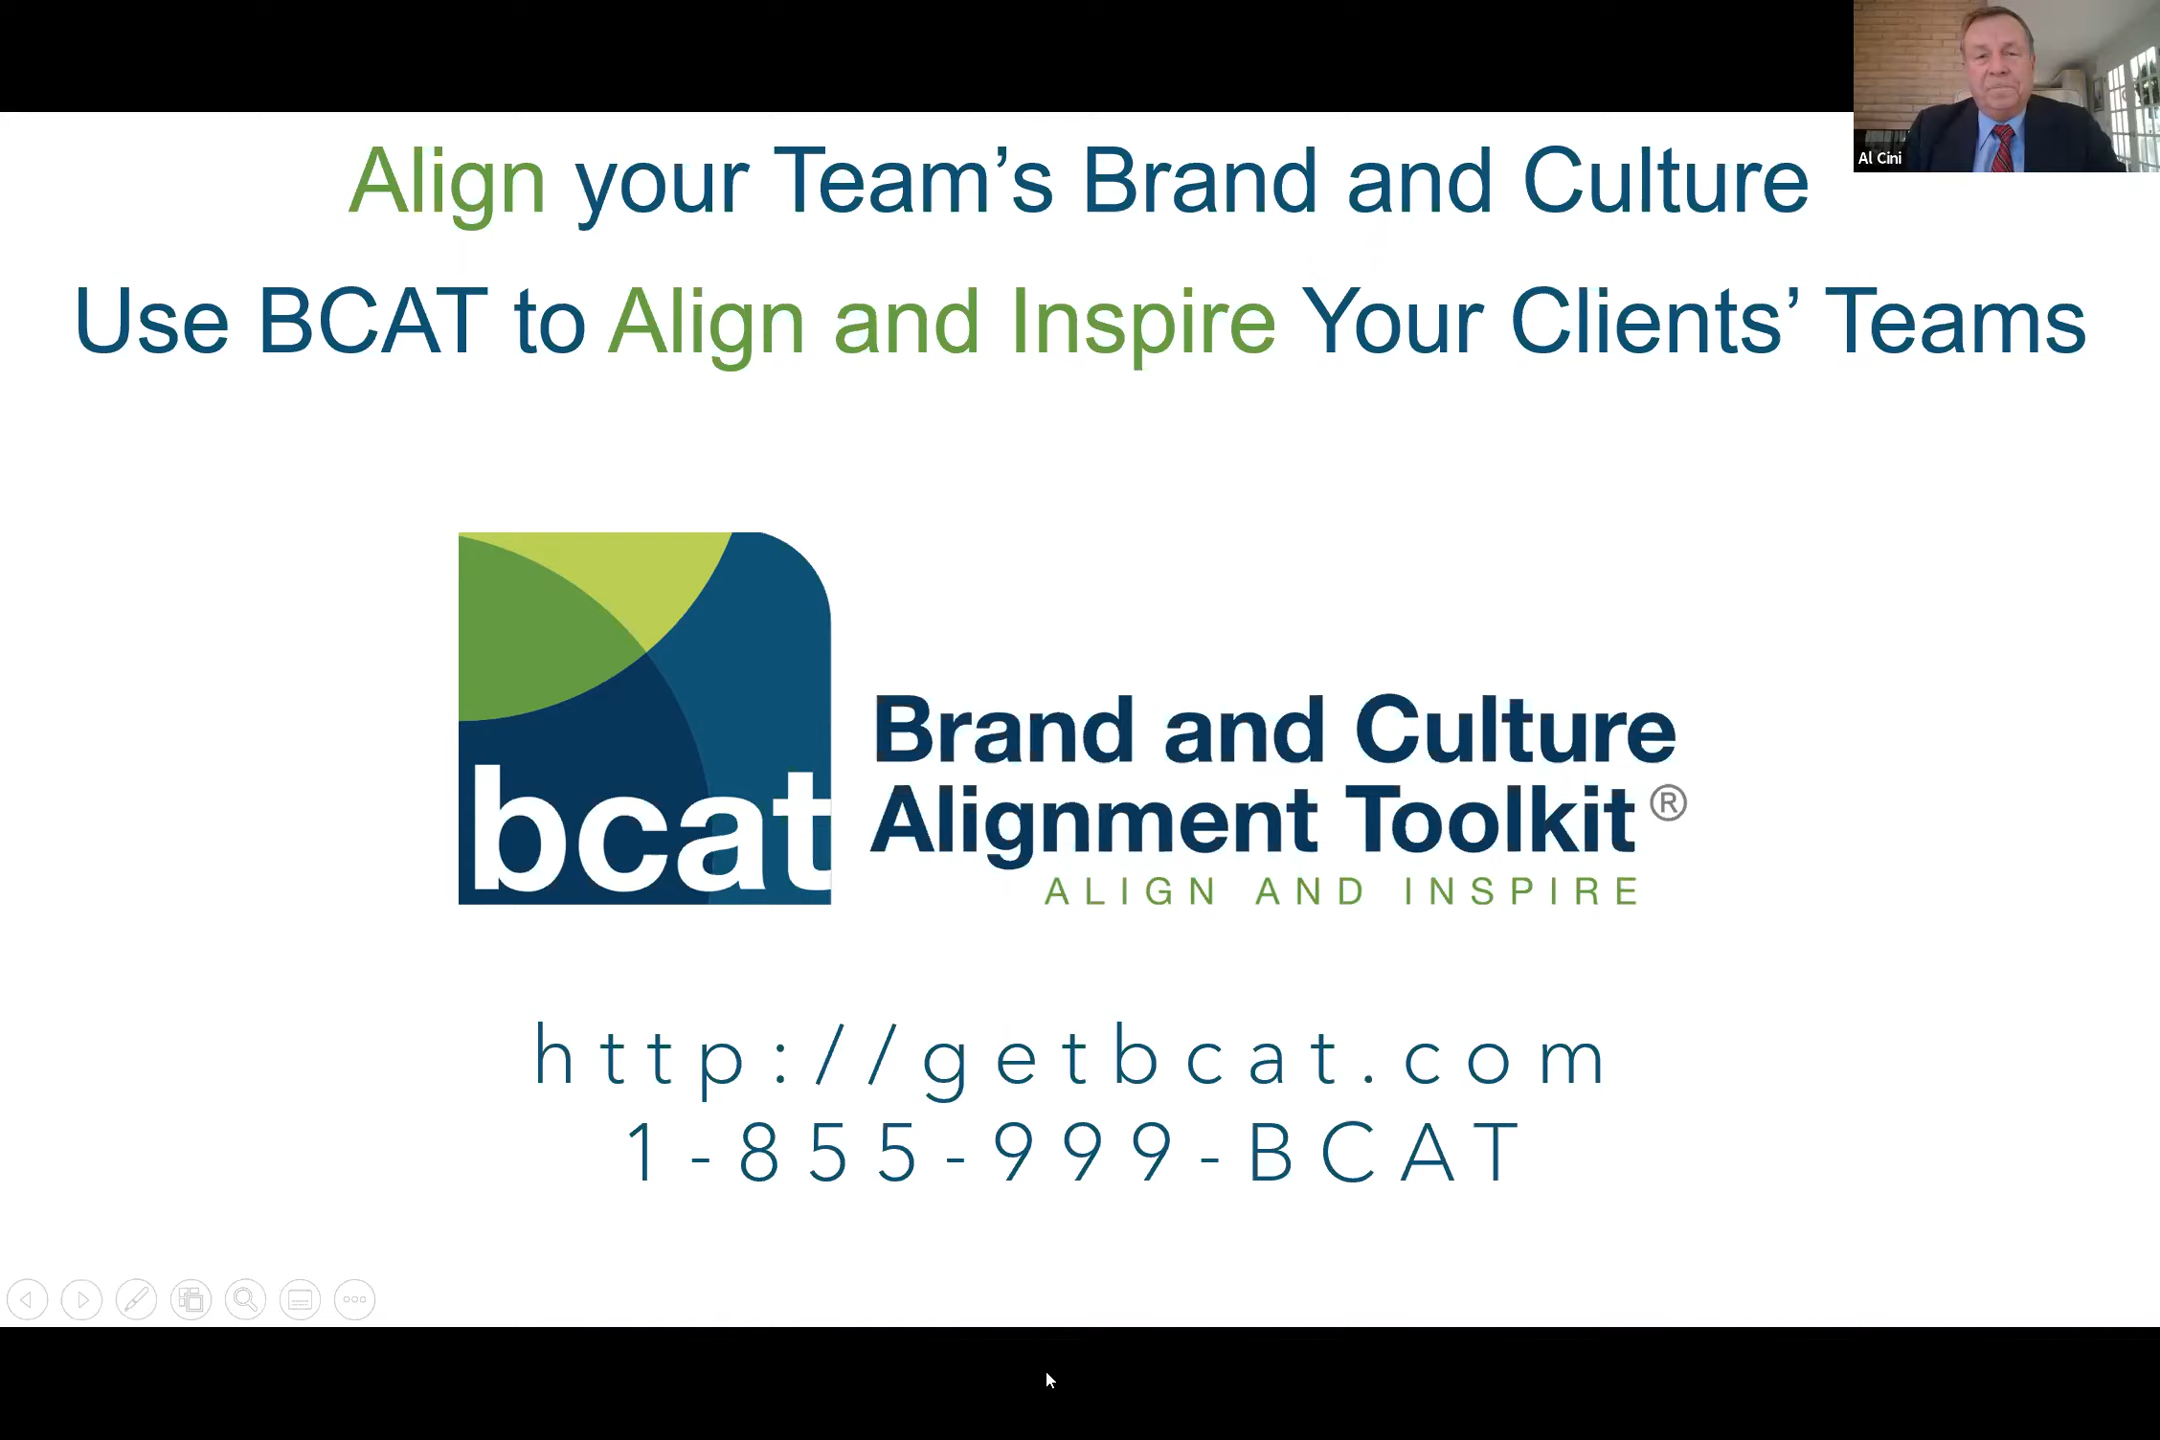 Al Cini
Align your Team’s Brand and Culture
Use BCAT to Align and Inspire Your Clients’ Teams
bcat
Brand and Culture
Alignment Toolkit®
ALIGN AND INSPIRE
http://getbcat.com
1-855-999-BCAT